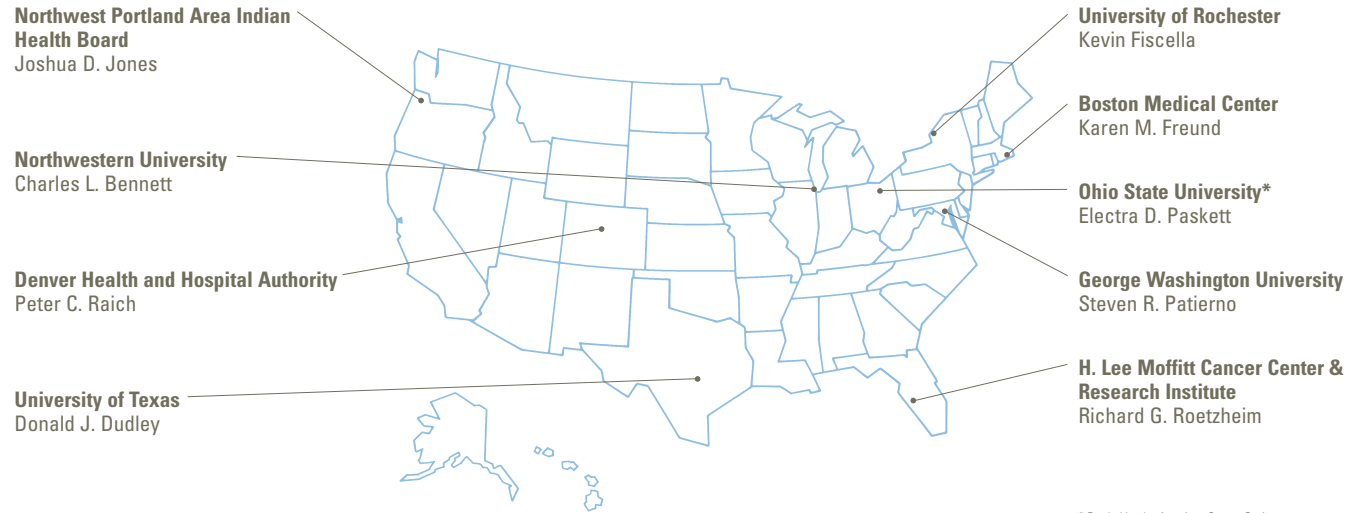 Northwest Portland Area Indian
Health Board
Joshua D. Jones
Northwestern University
Charles L. Bennett
Denver Health and Hospital Authority
Peter C. Raich
University of Texas
Donald J. Dudley
University of Rochester
Kevin Fiscella
Boston Medical Center
Karen M. Freund
Ohio State University*
Electra D. Paskett
George Washington University
Steven R. Patierno
H. Lee Moffitt Cancer Center &
Research Institute
Richard G. Roetzheim